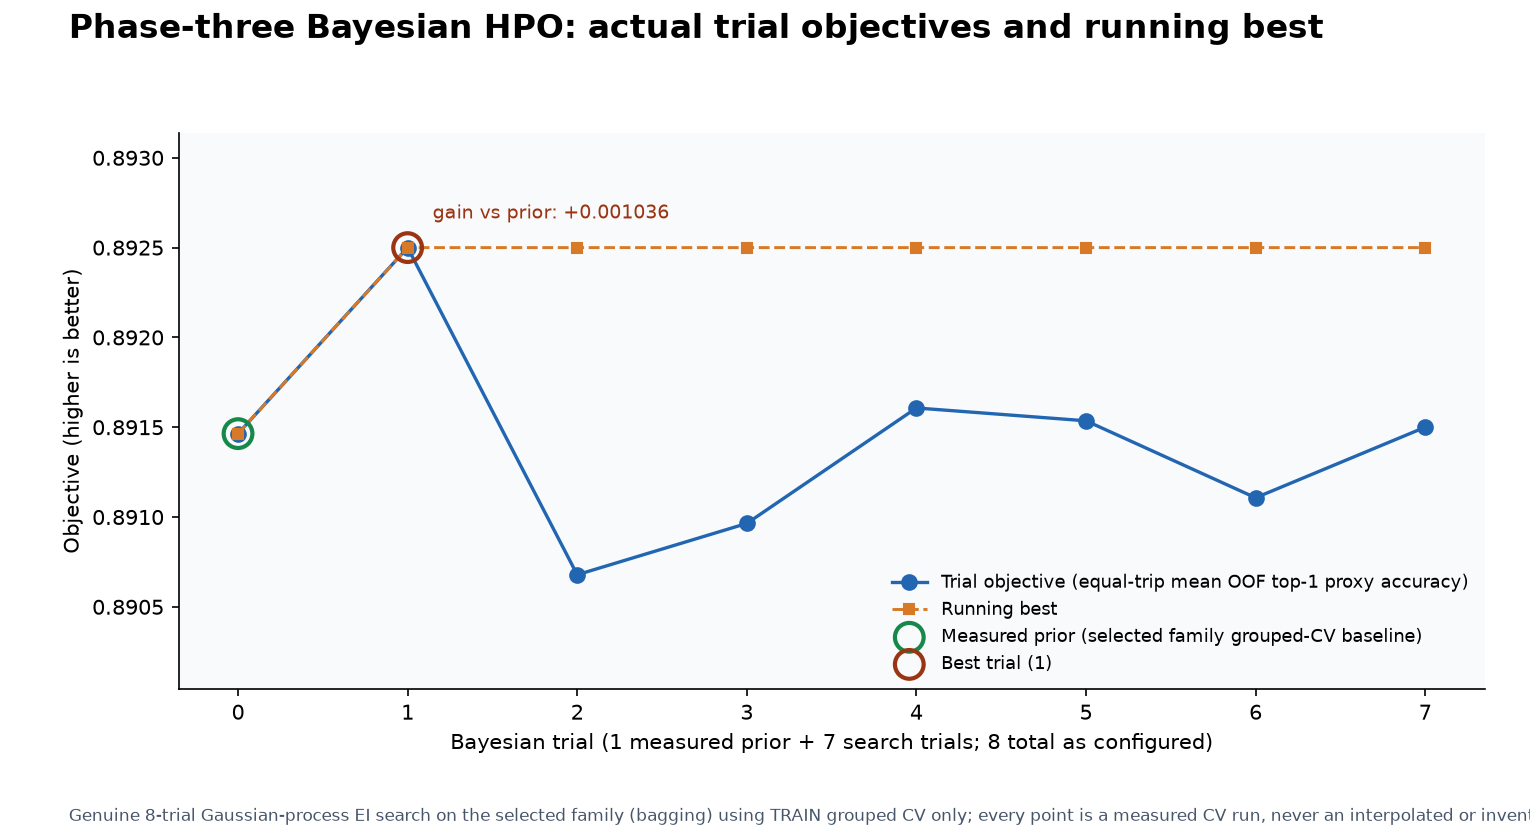 Phase-three Bayesian HPO: actual trial objectives and running best
0.8930
0.8925
0.8920
0.8915
0.8910
0.8905
Objective (higher is better)
gain vs prior: +0.001036
Trial objective (equal-trip mean OOF top-1 proxy accuracy)
Running best
Measured prior (selected family grouped-CV baseline)
Best trial (1)
0 1 2 3 4 5 6 7
Bayesian trial (1 measured prior + 7 search trials; 8 total as configured)
Genuine 8-trial Gaussian-process EI search on the selected family (bagging) using TRAIN grouped CV only; every point is a measured CV run, never an interpolated or